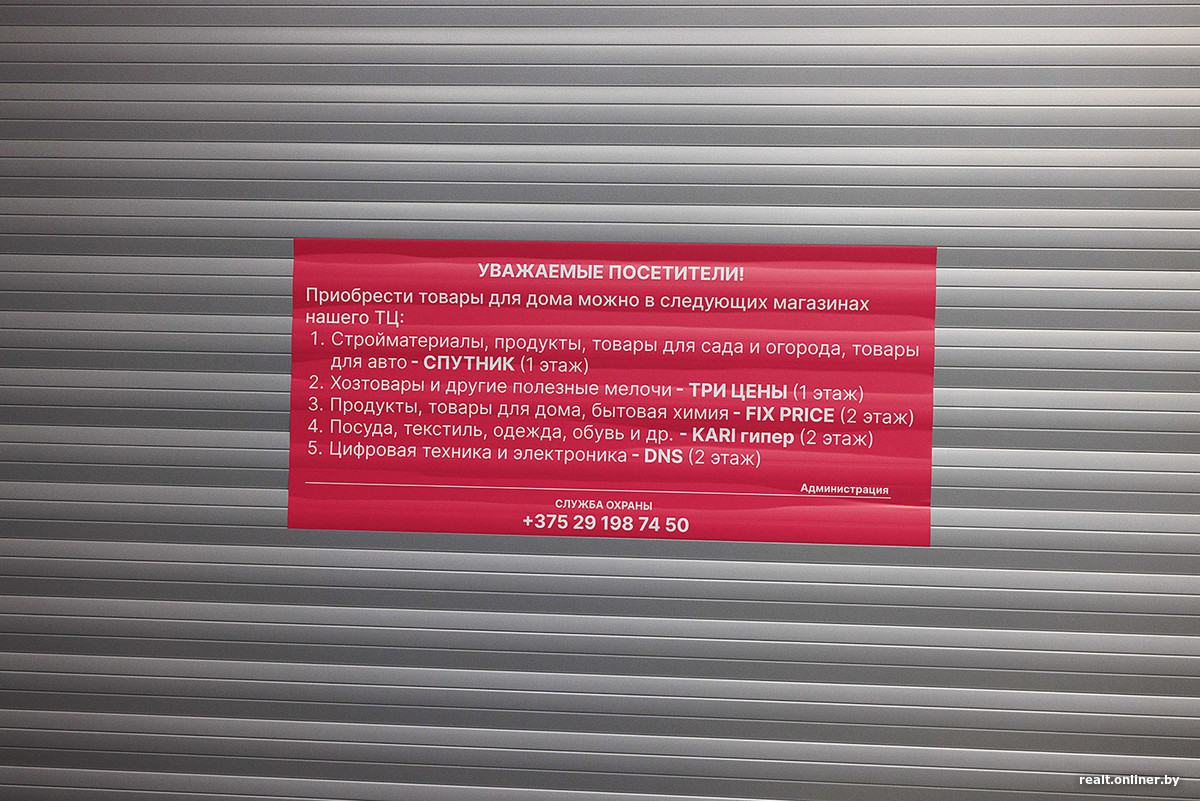 УВАЖАЕМЫЕ ПОСЕТИТЕЛИ!
Приобрести товары для дома можно в следующих магазинах
нашего ТЦ:
1. Стройматериалы, продукты, товары для сада и огорода, товары
для авто - СПУТНИК (1 этаж)
2. Хозтовары и другие полезные мелочи - ТРИ ЦЕНЫ (1 этаж)
3. Продукты, товары для дома, бытовая химия - FIX PRICE (2 этаж)
4. Посуда, текстиль, одежда, обувь и др. - KARI гипер (2 этаж)
5. Цифровая техника и электроника - DNS (2 этаж)
Администрация
СЛУЖБА ОХРАНЫ
+375 29 198 74 50
realt.onliner.by